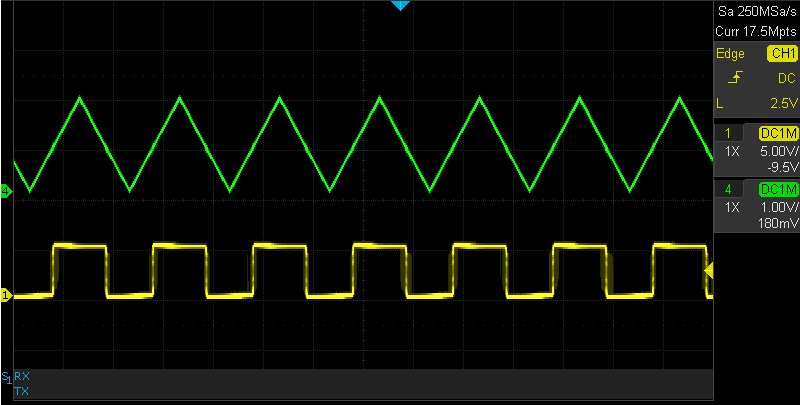 Sa 250MSa/s
Curr 17.5Mpts
Edge CH1
DC
L 2.5V
1 DC1M
1X 5.00V/
-9.5V
4 DC1M
1X 1.00V/
180mV
4
1
S1 RX
TX